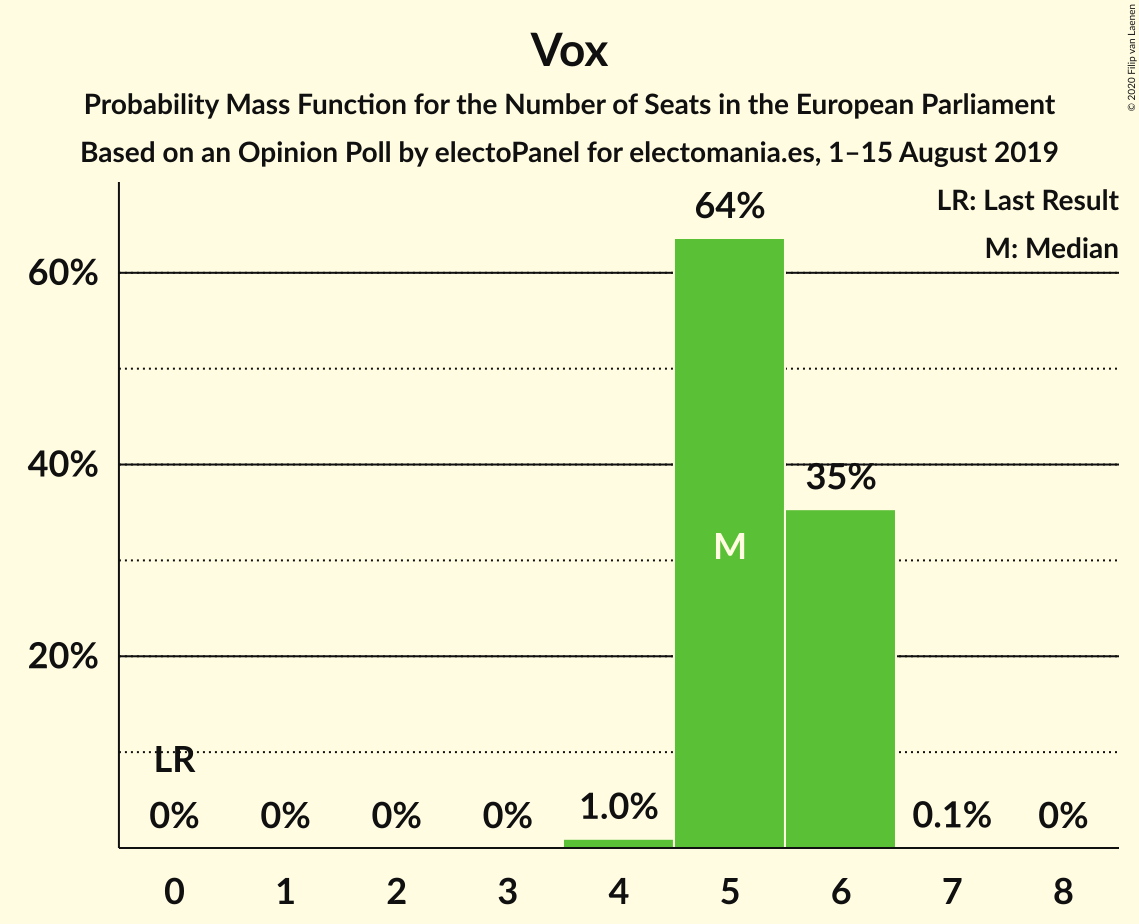 Vox
Probability Mass Function for the Number of Seats in the European Parliament
Based on an Opinion Poll by electoPanel for electomania.es, 1–15 August 2019
© 2020 Filip van Laenen
LR: Last Result
M: Median
64%
60%
40%
35%
M
20%
LR
0%
0%
0%
0%
1.0%
0.1%
0%
0
1
2
3
4
5
6
7
8